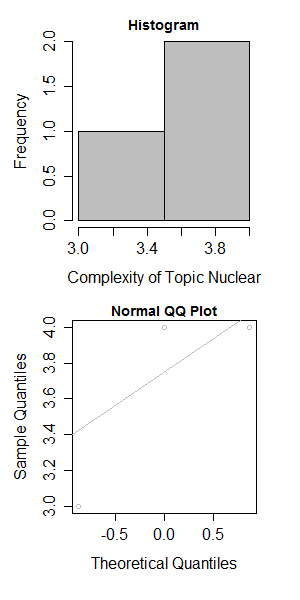 Histogram
2.0
1.5
1.0
0.5
0.0
Frequency
3.0 3.4 3.8
Complexity of Topic Nuclear
Normal QQ Plot
4.0
3.8
3.6
3.4
3.2
3.0
Sample Quantiles
-0.5 0.0 0.5
Theoretical Quantiles